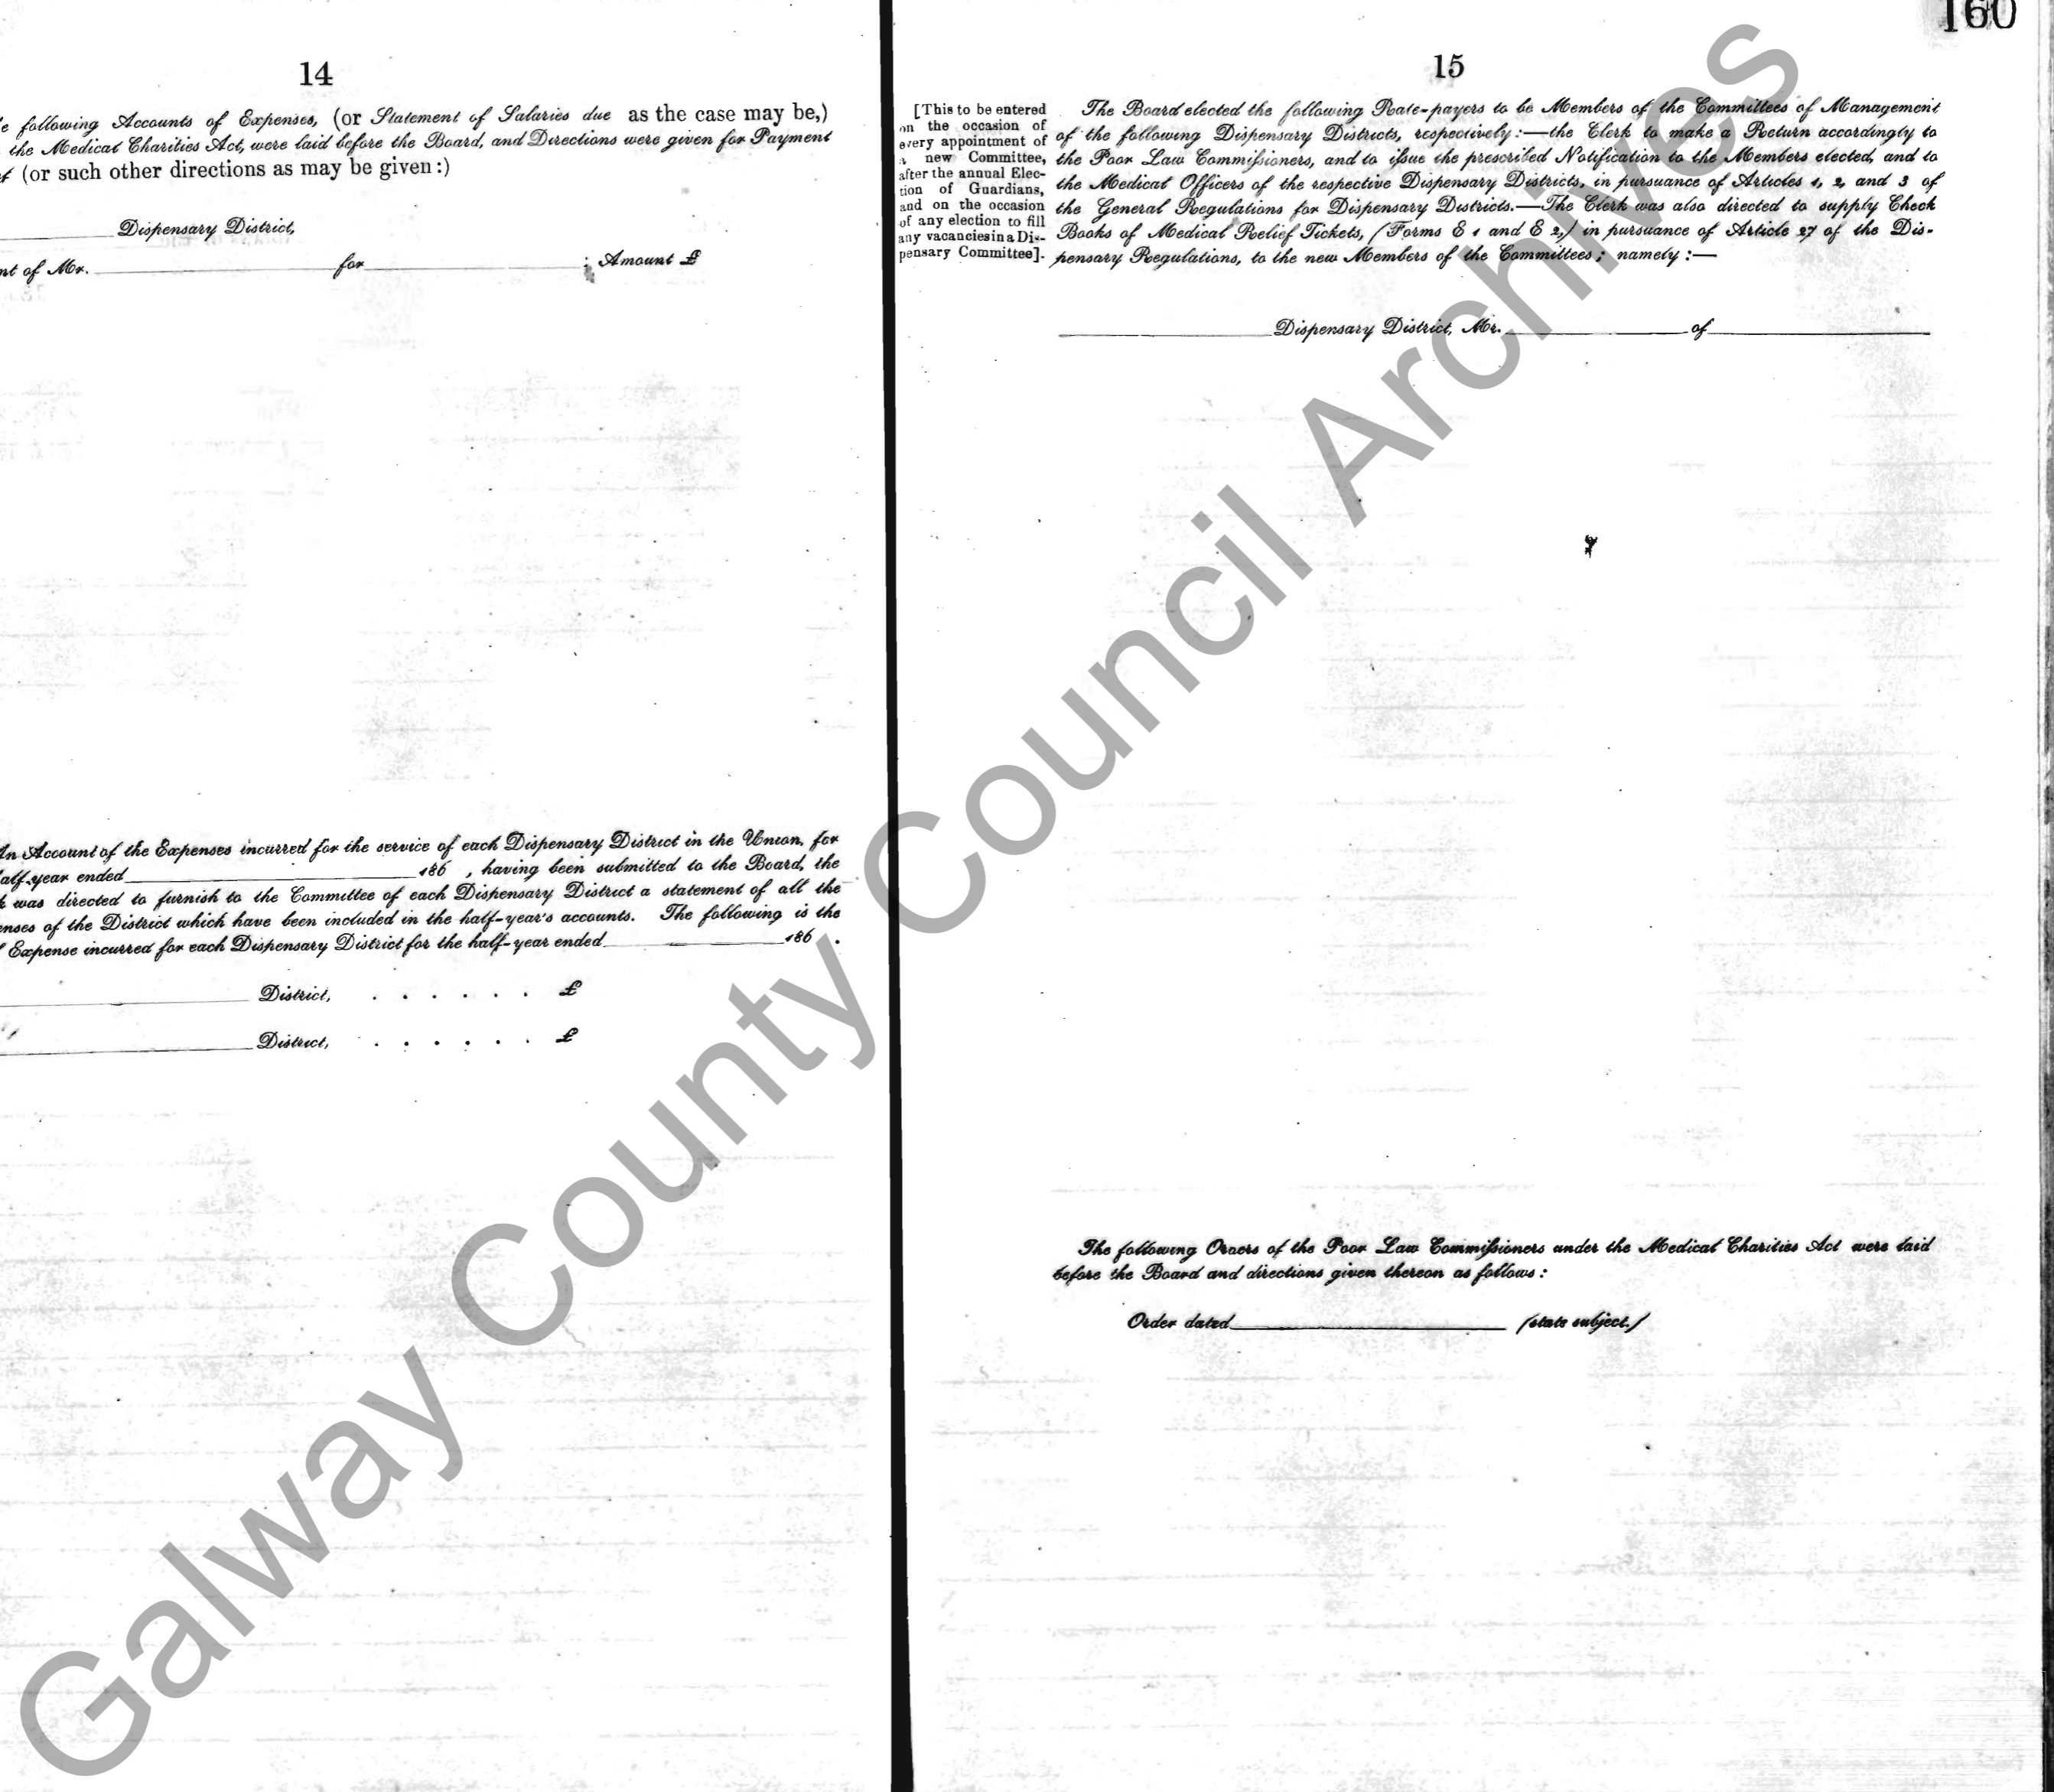 14
e following Accounts of Expenses, (or Statement of Salaries due as the case may be,)
the Medical Charities Act, were laid before the Board, and Directions were given for Payment
(or such other directions as may be given:)
Dispensary District,
nt of Mr. for ; Amount £
In Account of the Expenses incurred for the service of each Dispensary District in the Union, for
alf-year ended 186 , having been submitted to the Board, the
k was directed to furnish to the Committee of each Dispensary District a statement of all the
enses of the District which have been included in the half-year's accounts. The following is the
Expense incurred for each Dispensary District for the half-year ended 186 .
District, . . . . . . £
District, . . . . . . £
160
15
[This to be entered
on the occasion of
every appointment of
a new Committee,
after the annual Elec-
tion of Guardians,
and on the occasion
of any election to fill
any vacancies in a Dis-
pensary Committee].
The Board elected the following Rate-payers to be Members of the Committees of Management
of the following Dispensary Districts, respectively:—the Clerk to make a Return accordingly to
the Poor Law Commissioners, and to issue the prescribed Notification to the Members elected, and to
the Medical Officers of the respective Dispensary Districts, in pursuance of Articles 1, 2, and 3 of
the General Regulations for Dispensary Districts.—The Clerk was also directed to supply Check
Books of Medical Relief Tickets, (Forms E 1 and E 2,) in pursuance of Article 27 of the Dis-
pensary Regulations, to the new Members of the Committees; namely:—
Dispensary District, Mr. of
The following Orders of the Poor Law Commissioners under the Medical Charities Act were laid
before the Board and directions given thereon as follows:
Order dated (state subject.)
Galway County Council Archives